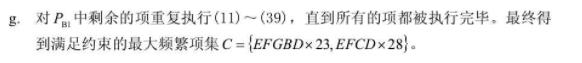 g. 对 P_B1 中剩余的项重复执行(11)～(39)，直到所有的项都被执行完毕。最终得
到满足约束的最大频繁项集 C = {EFGBD×23, EFCD×28}。